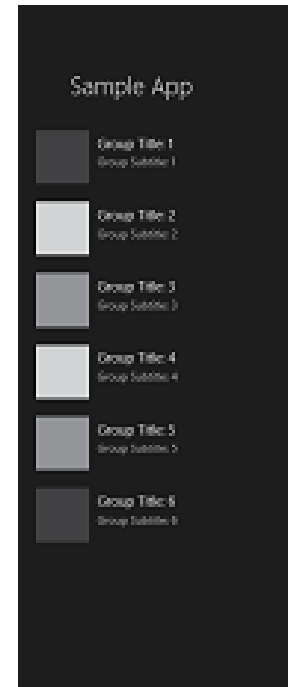 Sample App
Group Title: 1
Group Subtitle: 1
Group Title: 2
Group Subtitle: 2
Group Title: 3
Group Subtitle: 3
Group Title: 4
Group Subtitle: 4
Group Title: 5
Group Subtitle: 5
Group Title: 6
Group Subtitle: 6